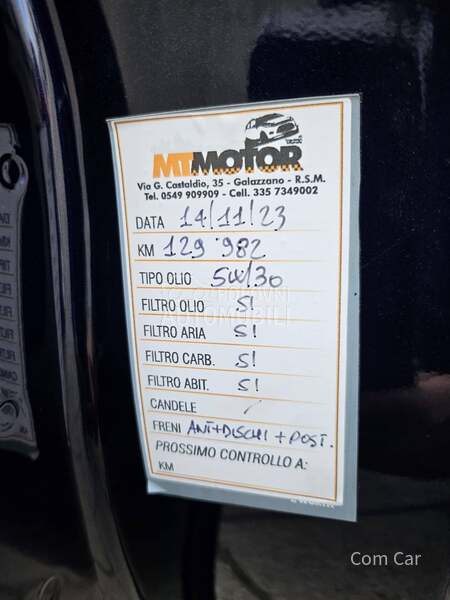 MTMOTOR
Via G. Castaldio, 35 - Galazzano - R.S.M.
Tel. 0549 909909 - Cell. 335 7349002
DATA 14/11/23
KM 129 982
TIPO OLIO 5W/30
FILTRO OLIO SI
AUTOMOBILI
FILTRO ARIA SI
FILTRO CARB. SI
FILTRO ABIT. SI
CANDELE /
FRENI ANT+DISCHI+POST.
PROSSIMO CONTROLLO A:
KM
Com Car